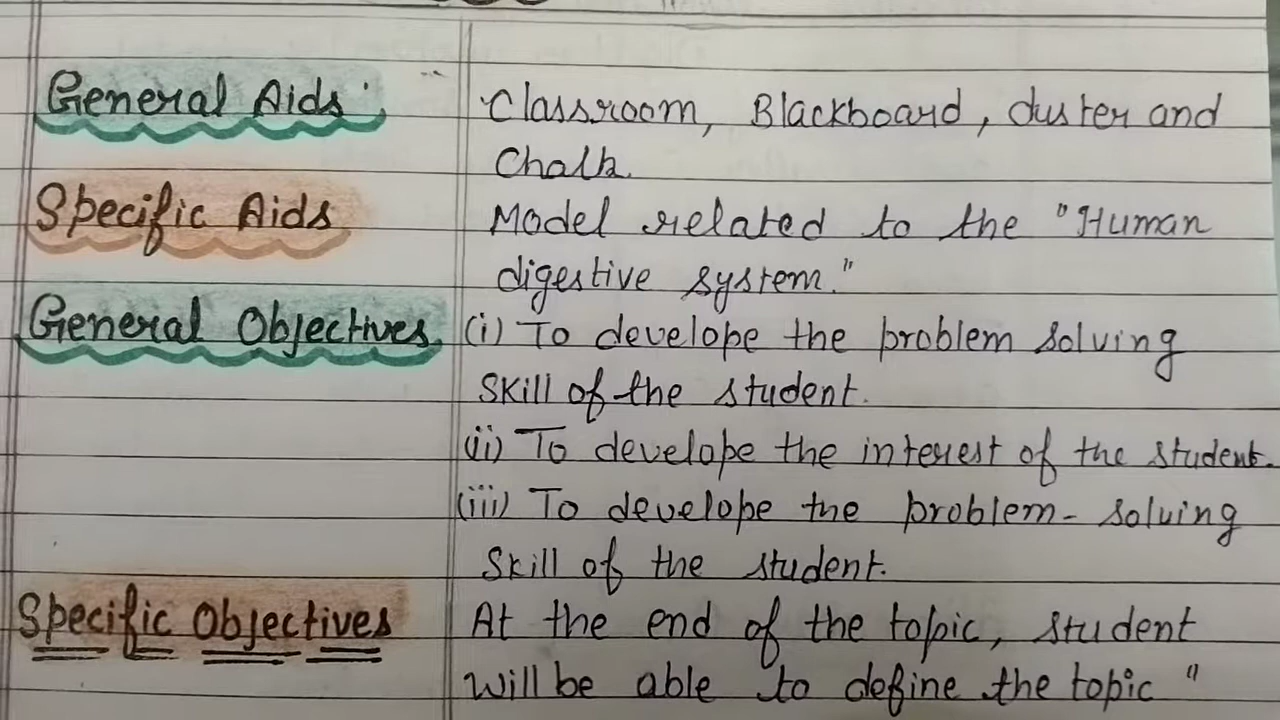 General Aids: Classroom, Blackboard, duster and
Chalk.
Specific Aids Model related to the "Human
digestive system."
General Objectives (i) To develope the problem solving
skill of the student.
(ii) To develope the interest of the student.
(iii) To develope the problem-solving
skill of the student.
Specific Objectives At the end of the topic, student
will be able to define the topic "